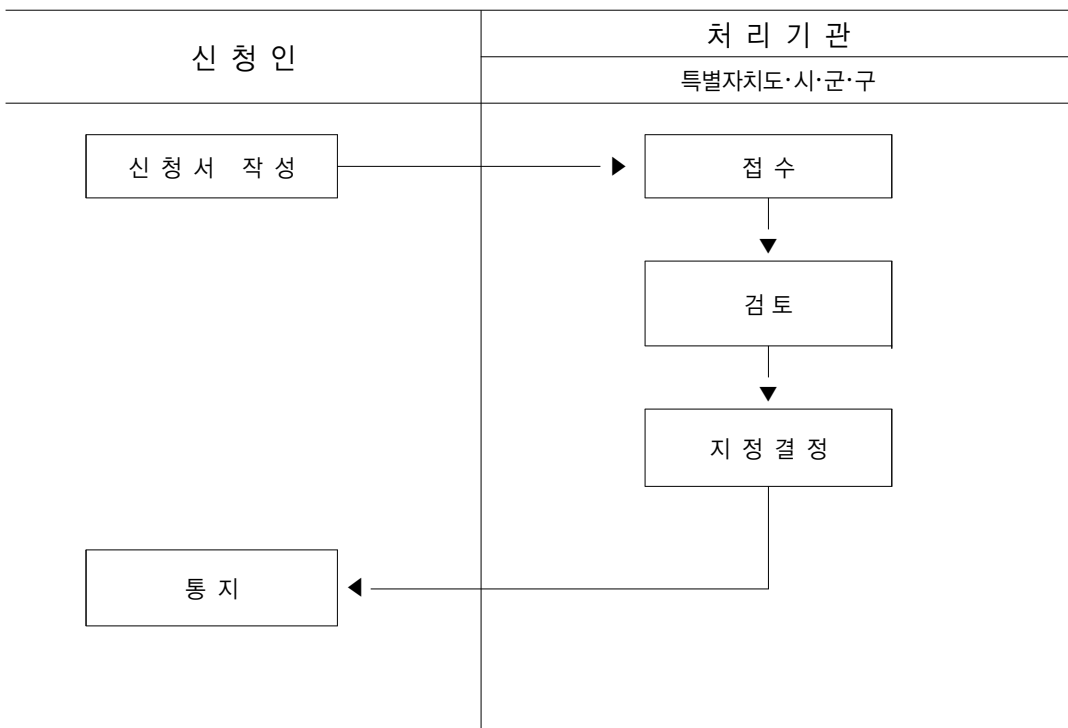 신 청 인
처 리 기 관
특별자치도·시·군·구
신 청 서 작 성
접 수
검 토
지 정 결 정
통 지